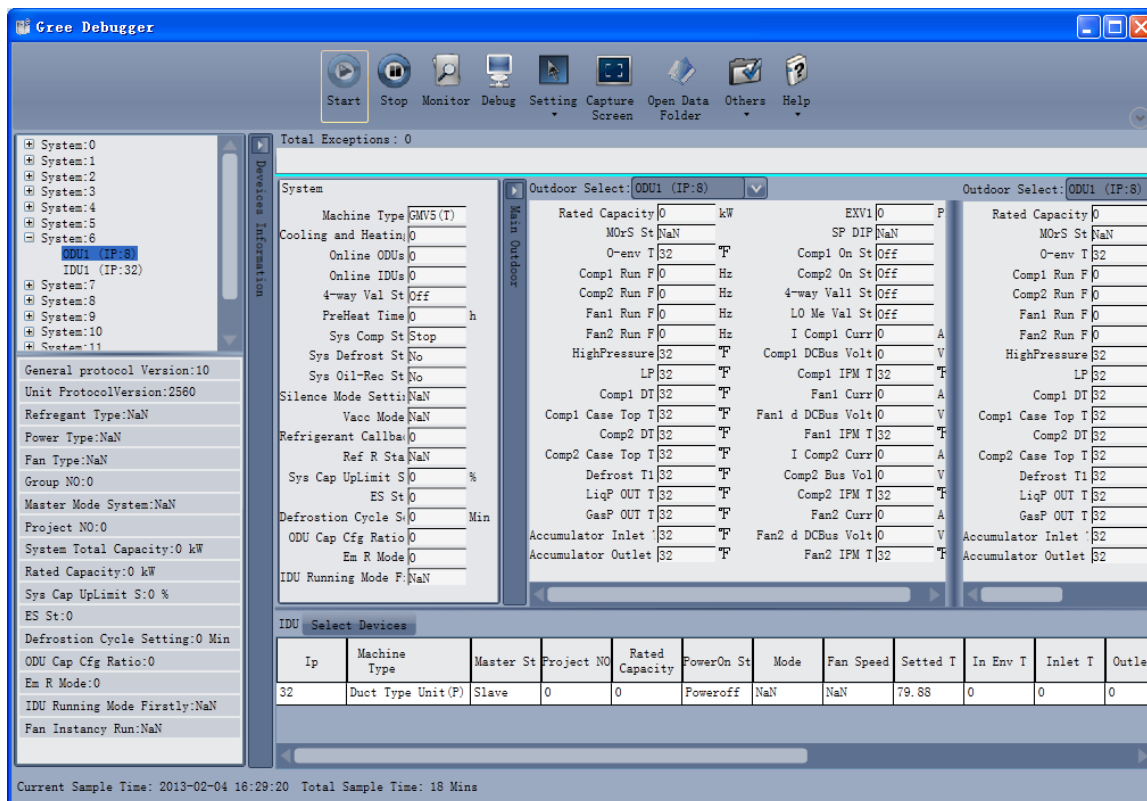 Gree Debugger
Start Stop Monitor Debug Setting Capture Screen Open Data Folder Others Help
System:0
System:1
System:2
System:3
System:4
System:5
System:6
ODU1 (IP:8)
IDU1 (IP:32)
System:7
System:8
System:9
System:10
System:11
General protocol Version:10
Unit ProtocolVersion:2560
Refregant Type:NaN
Power Type:NaN
Fan Type:NaN
Group NO:0
Master Mode System:NaN
Project NO:0
System Total Capacity:0 kW
Rated Capacity:0 kW
Sys Cap UpLimit S:0 %
ES St:0
Defrostion Cycle Setting:0 Min
ODU Cap Cfg Ratio:0
Em R Mode:0
IDU Running Mode Firstly:NaN
Fan Instancy Run:NaN
Deveices Information
Total Exceptions: 0
System
Machine Type GMV5(T)
Cooling and Heating 0
Online ODUs 0
Online IDUs 0
4-way Val St Off
PreHeat Time 0 h
Sys Comp St Stop
Sys Defrost St No
Sys Oil-Rec St No
Silence Mode Settin NaN
Vacc Mode NaN
Refrigerant Callbac 0
Ref R Sta NaN
Sys Cap UpLimit S 0 %
ES St 0
Defrostion Cycle S 0 Min
ODU Cap Cfg Ratio 0
Em R Mode 0
IDU Running Mode F: NaN
Main Outdoor
Outdoor Select: ODU1 (IP:8)
Rated Capacity 0 kW EXV1 0 P
MOrS St NaN SP DIP NaN
O-env T 32 ℉ Comp1 On St Off
Comp1 Run F 0 Hz Comp2 On St Off
Comp2 Run F 0 Hz 4-way Val1 St Off
Fan1 Run F 0 Hz LO Me Val St Off
Fan2 Run F 0 Hz I Comp1 Curr 0 A
HighPressure 32 ℉ Comp1 DCBus Volt 0 V
LP 32 ℉ Comp1 IPM T 32 ℉
Comp1 DT 32 ℉ Fan1 Curr 0 A
Comp1 Case Top T 32 ℉ Fan1 d DCBus Volt 0 V
Comp2 DT 32 ℉ Fan1 IPM T 32 ℉
Comp2 Case Top T 32 ℉ I Comp2 Curr 0 A
Defrost T1 32 ℉ Comp2 Bus Vol 0 V
LiqP OUT T 32 ℉ Comp2 IPM T 32 ℉
GasP OUT T 32 ℉ Fan2 Curr 0 A
Accumulator Inlet 32 ℉ Fan2 d DCBus Volt 0 V
Accumulator Outlet 32 ℉ Fan2 IPM T 32 ℉
Outdoor Select: ODU1 (IP:8)
Rated Capacity 0
MOrS St NaN
O-env T 32
Comp1 Run F 0
Comp2 Run F 0
Fan1 Run F 0
Fan2 Run F 0
HighPressure 32
LP 32
Comp1 DT 32
Comp1 Case Top T 32
Comp2 DT 32
Comp2 Case Top T 32
Defrost T1 32
LiqP OUT T 32
GasP OUT T 32
Accumulator Inlet 32
Accumulator Outlet 32
IDU Select Devices
Ip Machine Type Master St Project NO Rated Capacity PowerOn St Mode Fan Speed Setted T In Env T Inlet T Outle
32 Duct Type Unit(P) Slave 0 0 Poweroff NaN NaN 79.88 0 0 0
Current Sample Time: 2013-02-04 16:29:20 Total Sample Time: 18 Mins